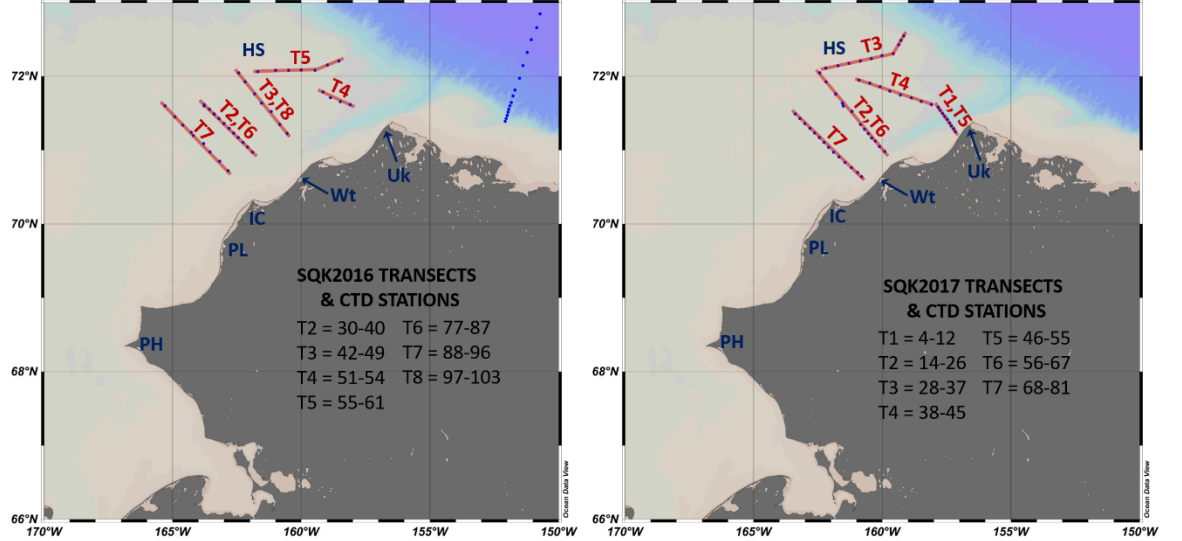 HS
T5
T4
T3,T8
T2,T6
T7
Uk
Wt
IC
PL
PH
SQK2016 TRANSECTS
& CTD STATIONS
T2 = 30-40 T6 = 77-87
T3 = 42-49 T7 = 88-96
T4 = 51-54 T8 = 97-103
T5 = 55-61
72°N
70°N
68°N
66°N
170°W 165°W 160°W 155°W 150°W
Ocean Data View
HS
T3
T4
T1,T5
T2,T6
T7
Uk
Wt
IC
PL
PH
SQK2017 TRANSECTS
& CTD STATIONS
T1 = 4-12 T5 = 46-55
T2 = 14-26 T6 = 56-67
T3 = 28-37 T7 = 68-81
T4 = 38-45
72°N
70°N
68°N
66°N
170°W 165°W 160°W 155°W 150°W
Ocean Data View